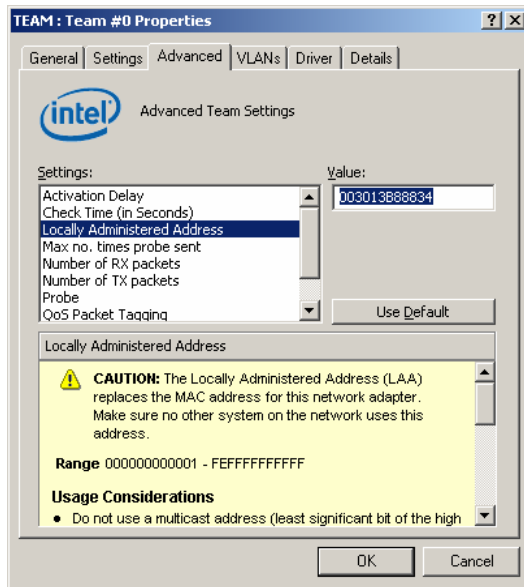 TEAM : Team #0 Properties
General Settings Advanced VLANs Driver Details
intel
Advanced Team Settings
Settings:
Activation Delay
Check Time (in Seconds)
Locally Administered Address
Max no. times probe sent
Number of RX packets
Number of TX packets
Probe
QoS Packet Tagging
Value:
003013B88834
Use Default
Locally Administered Address
CAUTION: The Locally Administered Address (LAA)
replaces the MAC address for this network adapter.
Make sure no other system on the network uses this
address.
Range 000000000001 - FEFFFFFFFFFF
Usage Considerations
• Do not use a multicast address (least significant bit of the high
OK Cancel